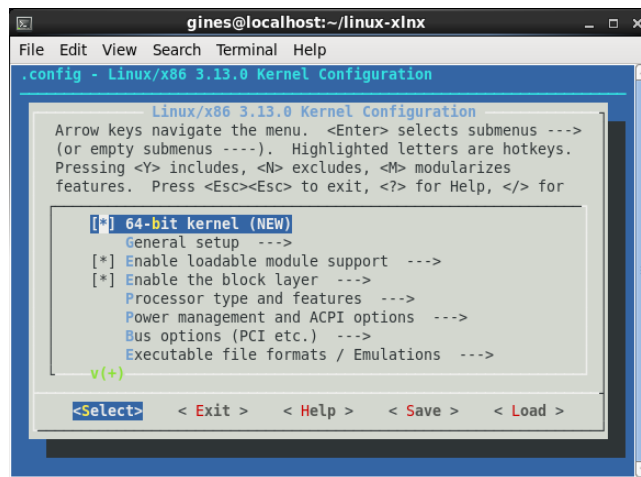 gines@localhost:~/linux-xlnx
File Edit View Search Terminal Help
.config - Linux/x86 3.13.0 Kernel Configuration
Linux/x86 3.13.0 Kernel Configuration
Arrow keys navigate the menu.  <Enter> selects submenus --->
(or empty submenus ----).  Highlighted letters are hotkeys.
Pressing <Y> includes, <N> excludes, <M> modularizes
features.  Press <Esc><Esc> to exit, <?> for Help, </> for
[*] 64-bit kernel (NEW)
General setup  --->
[*] Enable loadable module support  --->
[*] Enable the block layer  --->
Processor type and features  --->
Power management and ACPI options  --->
Bus options (PCI etc.)  --->
Executable file formats / Emulations  --->
v(+)
<Select>    < Exit >    < Help >    < Save >    < Load >